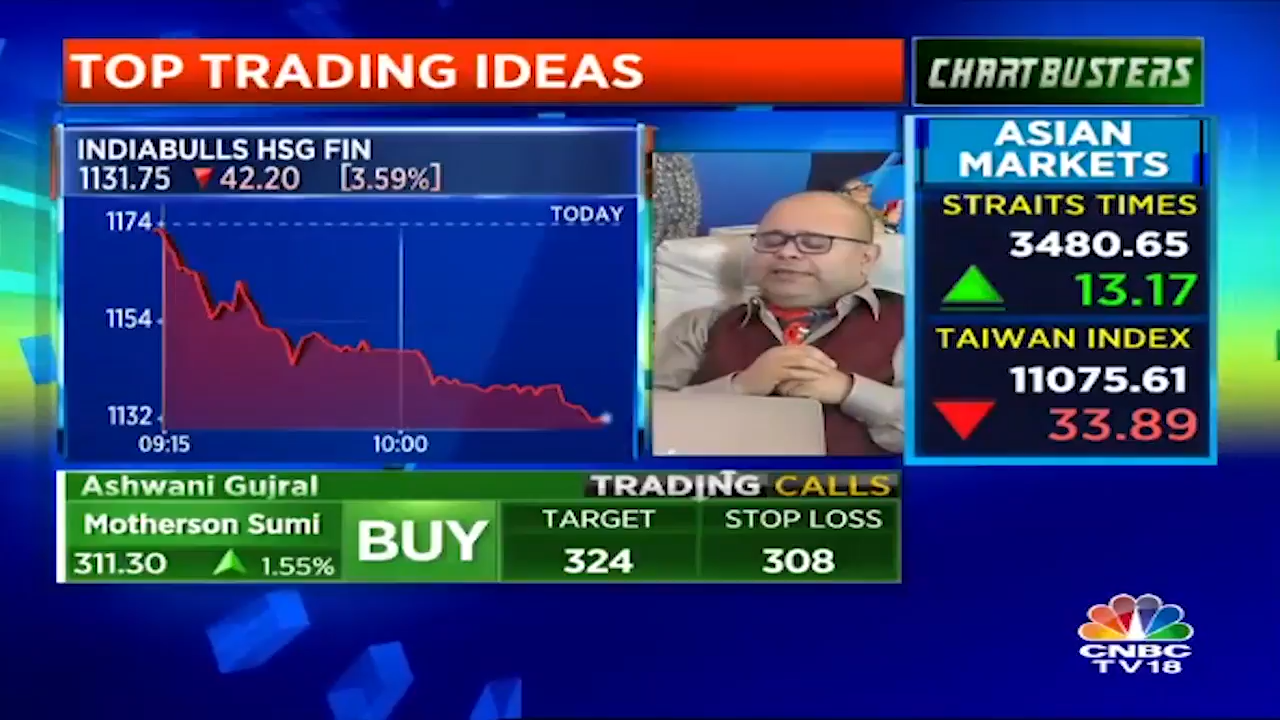 TOP TRADING IDEAS
CHARTBUSTERS
INDIABULLS HSG FIN
1131.75 ▼ 42.20 [3.59%]
TODAY
1174
1154
1132
09:15 10:00
ASIAN
MARKETS
STRAITS TIMES
3480.65
▲ 13.17
TAIWAN INDEX
11075.61
▼ 33.89
Ashwani Gujral TRADING CALLS
Motherson Sumi
311.30 ▲ 1.55%
BUY
TARGET STOP LOSS
324 308
CNBC
TV18